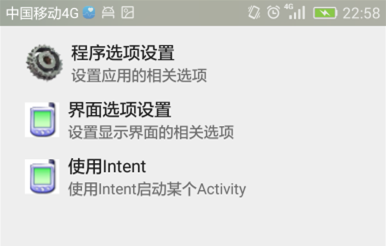 中国移动4G 4G 22:58
程序选项设置
设置应用的相关选项
界面选项设置
设置显示界面的相关选项
使用Intent
使用Intent启动某个Activity